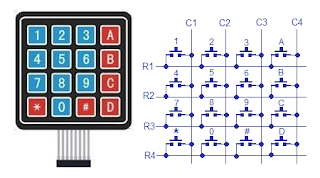 1 2 3 A
4 5 6 B
7 8 9 C
* 0 # D
C1 C2 C3 C4
1 2 3 A
R1
4 5 6 B
R2
7 8 9 C
R3
* 0 # D
R4